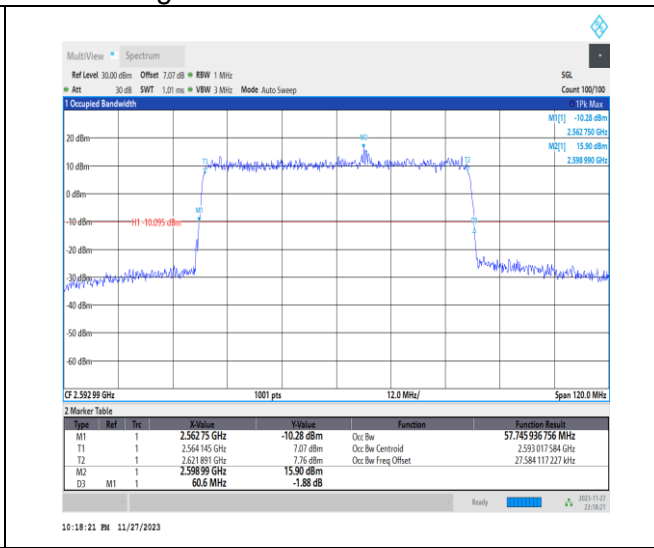 MultiView Spectrum
Ref Level 30.00 dBm Offset 7.07 dB RBW 1 MHz SGL
Att 30 dB SWT 1.01 ms VBW 3 MHz Mode Auto Sweep Count 100/100
1 Occupied Bandwidth 1Pk Max
M1[1] -10.28 dBm
2.562 750 GHz
M2[1] 15.90 dBm
2.598 990 GHz
20 dBm
M2
10 dBm
T1 T2
0 dBm
M1
-10 dBm H1 -10.095 dBm
-20 dBm
-30 dBm
-40 dBm
-50 dBm
-60 dBm
CF 2.592 99 GHz 1001 pts 12.0 MHz/ Span 120.0 MHz
2 Marker Table
Type Ref Trc X-Value Y-Value Function Function Result
M1 1 2.562 75 GHz -10.28 dBm Occ Bw 57.745 936 756 MHz
T1 1 2.564 145 GHz 7.07 dBm Occ Bw Centroid 2.593 017 584 GHz
T2 1 2.621 891 GHz 7.76 dBm Occ Bw Freq Offset 27.584 117 227 kHz
M2 1 2.598 99 GHz 15.90 dBm
D3 M1 1 60.6 MHz -1.88 dB
Ready 2023-11-27
22:18:21
10:18:21 PM 11/27/2023